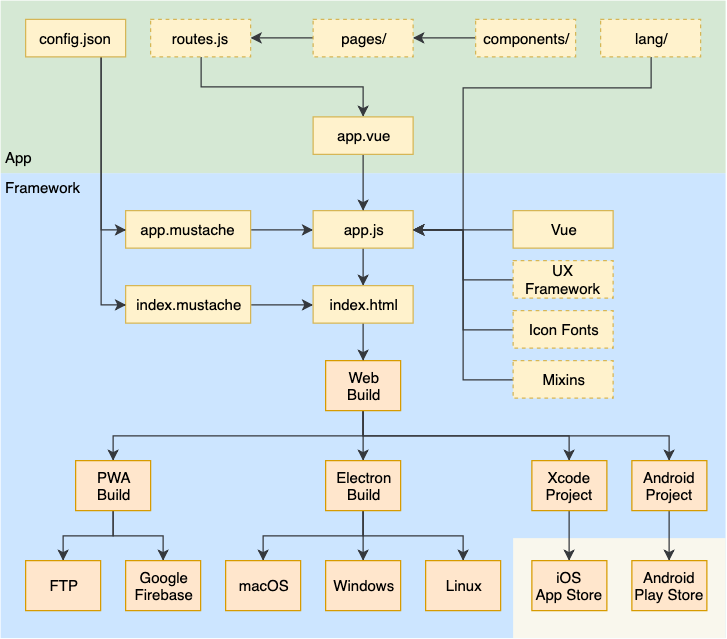 config.json
routes.js
pages/
components/
lang/
app.vue
App
Framework
app.mustache
app.js
Vue
UX
Framework
index.mustache
index.html
Icon Fonts
Web
Build
Mixins
PWA
Build
Electron
Build
Xcode
Project
Android
Project
FTP
Google
Firebase
macOS
Windows
Linux
iOS
App Store
Android
Play Store